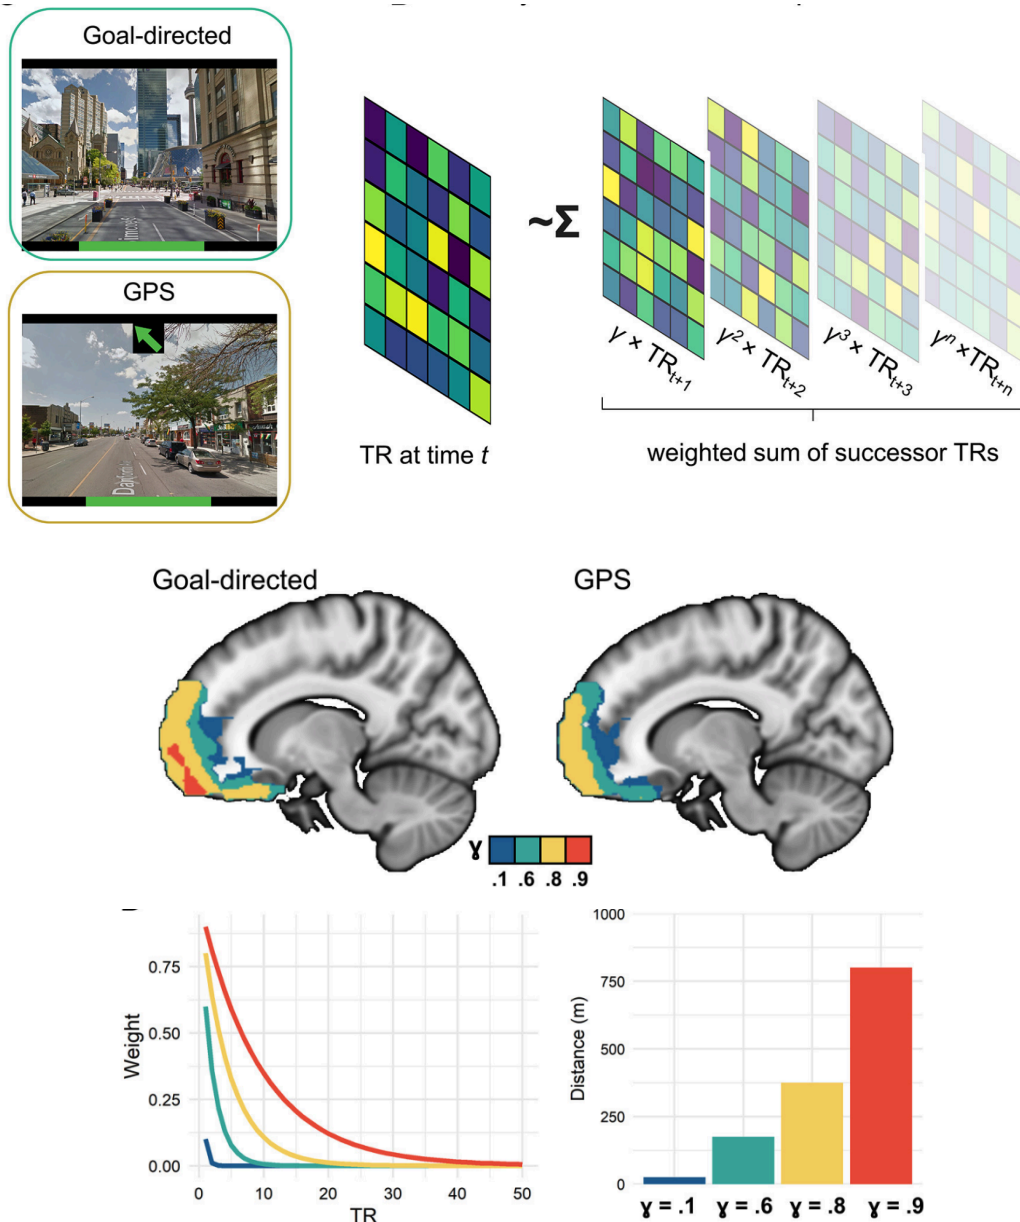 Goal-directed
GPS
Danforth
~Σ
γ × TRt+1
γ² × TRt+2
γ³ × TRt+3
γⁿ ×TRt+n
TR at time t
weighted sum of successor TRs
Goal-directed
GPS
ɣ
.1 .6 .8 .9
Weight
0.75
0.50
0.25
0.00
0 10 20 30 40 50
TR
Distance (m)
1000
750
500
250
0
ɣ = .1 ɣ = .6 ɣ = .8 ɣ = .9